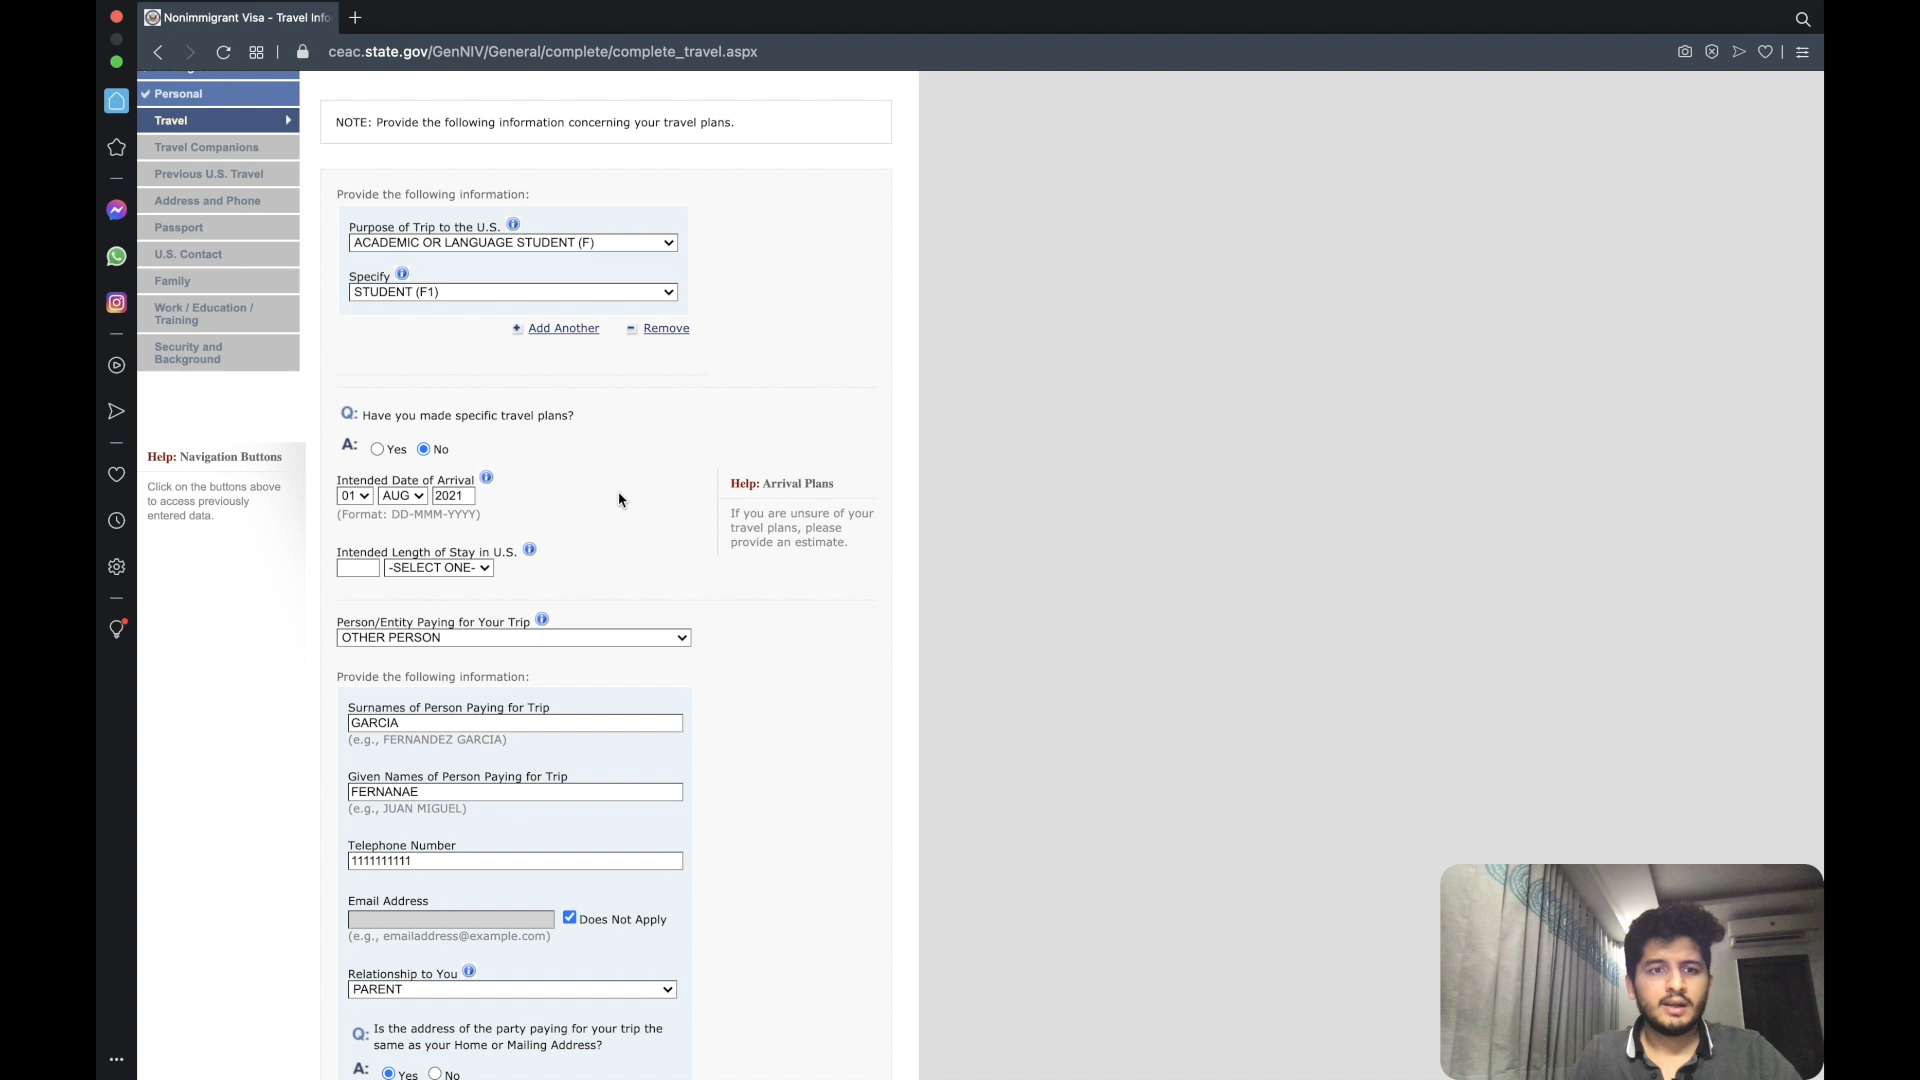 Nonimmigrant Visa - Travel Info
ceac.state.gov/GenNIV/General/complete/complete_travel.aspx
Personal
Travel
Travel Companions
Previous U.S. Travel
Address and Phone
Passport
U.S. Contact
Family
Work / Education /
Training
Security and
Background
Help: Navigation Buttons
Click on the buttons above
to access previously
entered data.
NOTE: Provide the following information concerning your travel plans.
Provide the following information:
Purpose of Trip to the U.S.
ACADEMIC OR LANGUAGE STUDENT (F)
Specify
STUDENT (F1)
Add Another Remove
Q: Have you made specific travel plans?
A: Yes No
Intended Date of Arrival
01 AUG 2021
(Format: DD-MMM-YYYY)
Intended Length of Stay in U.S.
-SELECT ONE-
Help: Arrival Plans
If you are unsure of your
travel plans, please
provide an estimate.
Person/Entity Paying for Your Trip
OTHER PERSON
Provide the following information:
Surnames of Person Paying for Trip
GARCIA
(e.g., FERNANDEZ GARCIA)
Given Names of Person Paying for Trip
FERNANAE
(e.g., JUAN MIGUEL)
Telephone Number
1111111111
Email Address
Does Not Apply
(e.g., emailaddress@example.com)
Relationship to You
PARENT
Q: Is the address of the party paying for your trip the
same as your Home or Mailing Address?
A: Yes No